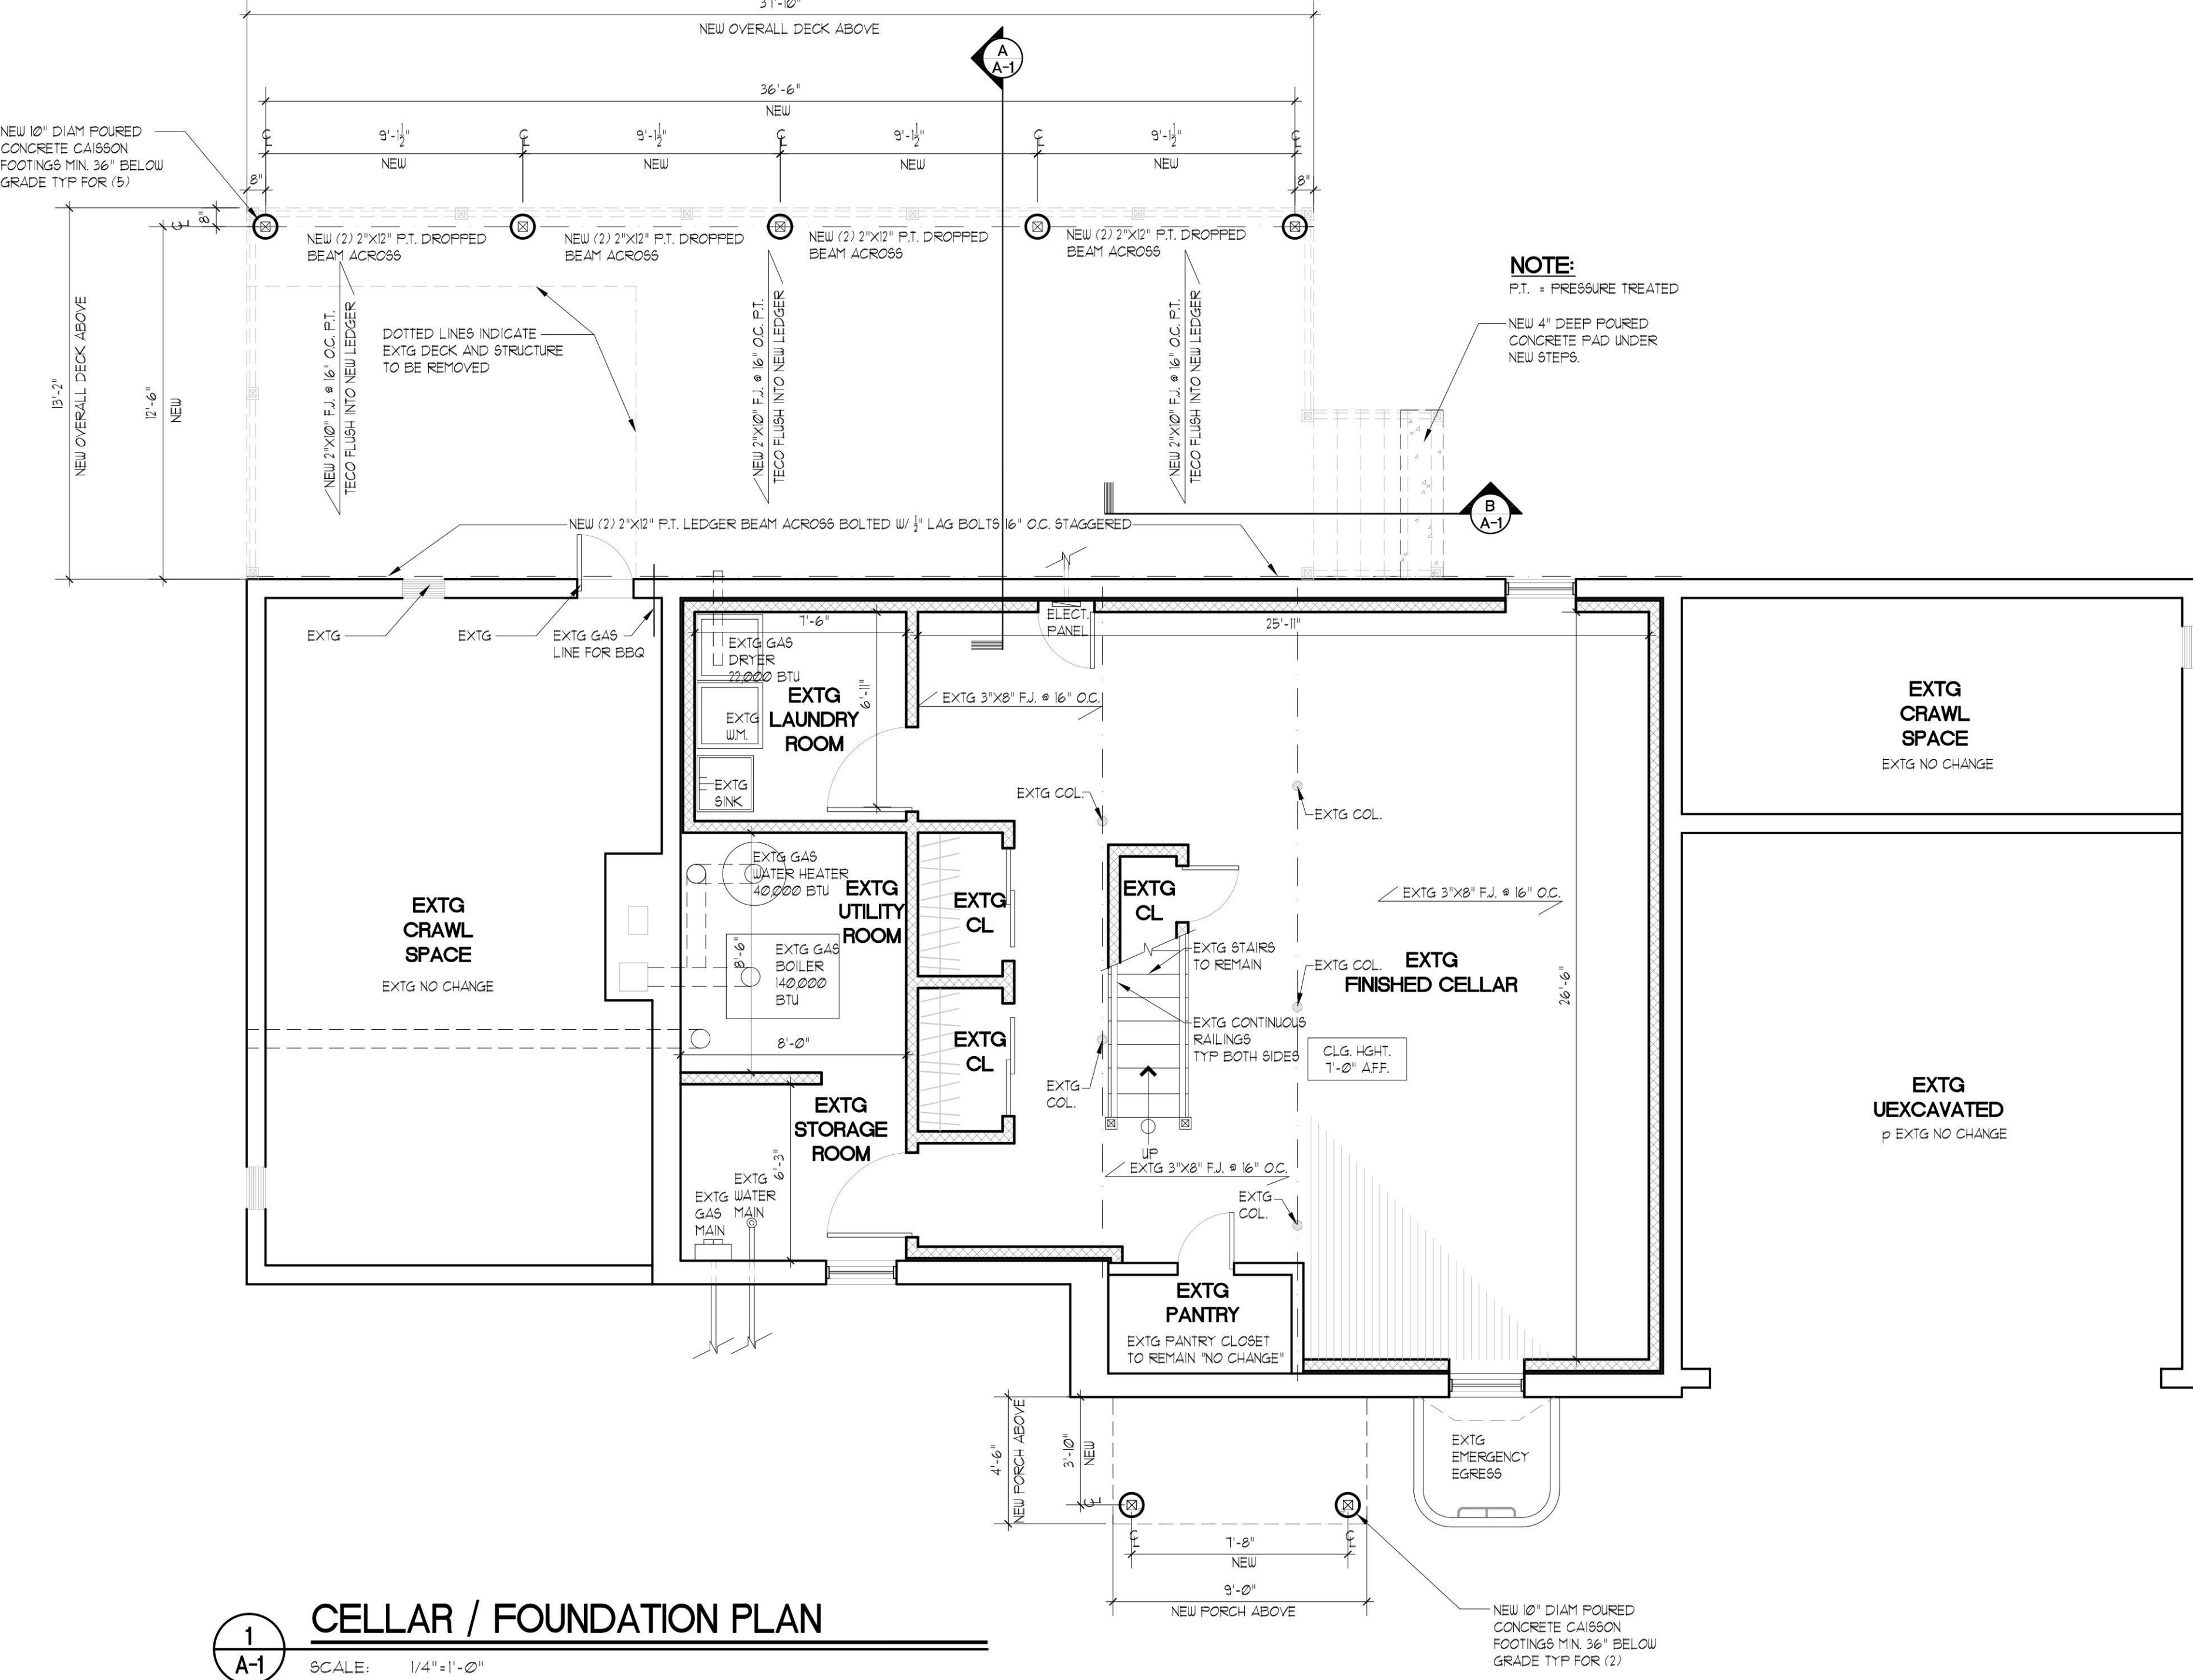 37'-10"
NEW OVERALL DECK ABOVE
A
A-1
36'-6"
NEW
NEW 10" DIAM POURED
CONCRETE CAISSON
FOOTINGS MIN. 36" BELOW
GRADE TYP FOR (5)
9'-1½"
NEW
9'-1½"
NEW
9'-1½"
NEW
9'-1½"
NEW
8"
8"
8"
NEW (2) 2"X12" P.T. DROPPED
BEAM ACROSS
NEW (2) 2"X12" P.T. DROPPED
BEAM ACROSS
NEW (2) 2"X12" P.T. DROPPED
BEAM ACROSS
NEW (2) 2"X12" P.T. DROPPED
BEAM ACROSS
NOTE:
P.T. = PRESSURE TREATED
NEW 4" DEEP POURED
CONCRETE PAD UNDER
NEW STEPS.
13'-2"
NEW OVERALL DECK ABOVE
12'-6"
NEW
NEW 2"X10" F.J. @ 16" O.C. P.T.
TECO FLUSH INTO NEW LEDGER
DOTTED LINES INDICATE
EXTG DECK AND STRUCTURE
TO BE REMOVED
NEW 2"X10" F.J. @ 16" O.C. P.T.
TECO FLUSH INTO NEW LEDGER
NEW 2"X10" F.J. @ 16" O.C. P.T.
TECO FLUSH INTO NEW LEDGER
B
A-1
NEW (2) 2"X12" P.T. LEDGER BEAM ACROSS BOLTED W/ ½" LAG BOLTS 16" O.C. STAGGERED
EXTG
EXTG
EXTG GAS
LINE FOR BBQ
7'-6"
EXTG GAS
DRYER
22,000 BTU
EXTG
LAUNDRY
ROOM
6'-11"
EXTG
W.M.
EXTG
SINK
ELECT.
PANEL
25'-11"
EXTG 3"X8" F.J. @ 16" O.C.
EXTG COL.
EXTG COL.
EXTG
CRAWL
SPACE
EXTG NO CHANGE
EXTG GAS
WATER HEATER
40,000 BTU
EXTG
UTILITY
ROOM
8'-6"
EXTG GAS
BOILER
140,000
BTU
8'-0"
EXTG
CL
EXTG
CL
EXTG
CL
EXTG 3"X8" F.J. @ 16" O.C.
EXTG
CRAWL
SPACE
EXTG NO CHANGE
EXTG STAIRS
TO REMAIN
EXTG COL.
EXTG
FINISHED CELLAR
26'-6"
EXTG CONTINUOUS
RAILINGS
TYP BOTH SIDES
CLG. HGHT.
7'-0" A.F.F.
EXTG
COL.
UP
EXTG 3"X8" F.J. @ 16" O.C.
EXTG
COL.
EXTG
UEXCAVATED
p EXTG NO CHANGE
EXTG
STORAGE
ROOM
6'-3"
EXTG
GAS
MAIN
EXTG
WATER
MAIN
EXTG
PANTRY
EXTG PANTRY CLOSET
TO REMAIN "NO CHANGE"
4'-6"
NEW PORCH ABOVE
3'-10"
NEW
EXTG
EMERGENCY
EGRESS
7'-8"
NEW
9'-0"
NEW PORCH ABOVE
NEW 10" DIAM POURED
CONCRETE CAISSON
FOOTINGS MIN. 36" BELOW
GRADE TYP FOR (2)
1
A-1
CELLAR / FOUNDATION PLAN
SCALE: 1/4"=1'-0"